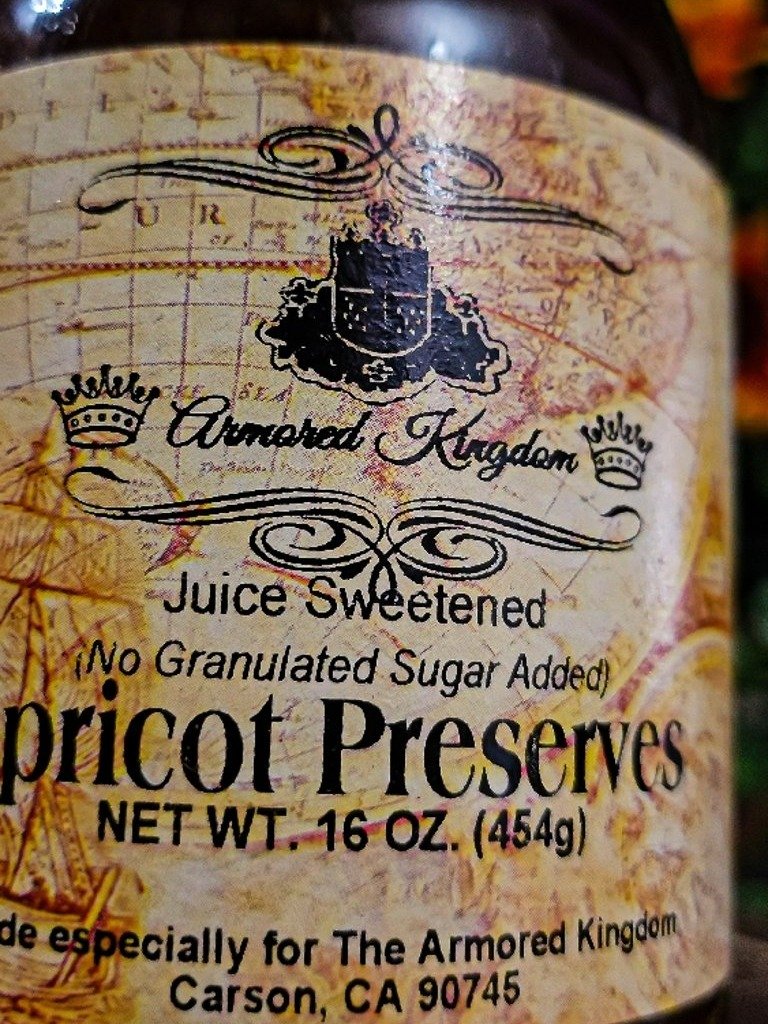 U R
SEA
Armored Kingdom
Juice Sweetened
(No Granulated Sugar Added)
pricot Preserves
NET WT. 16 OZ. (454g)
de especially for The Armored Kingdom
Carson, CA 90745